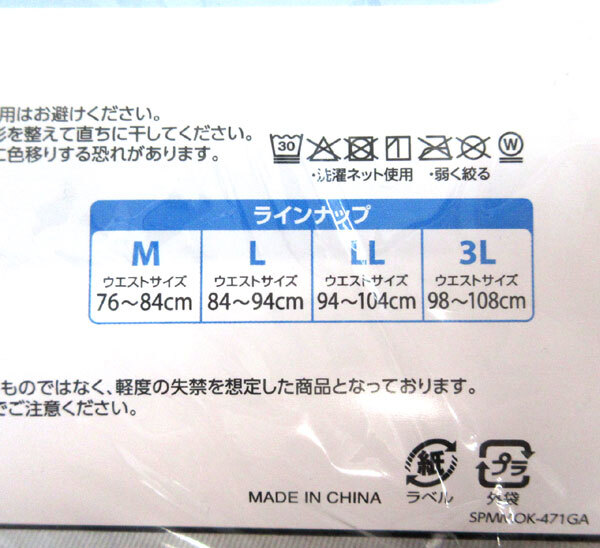 用はお避けください。
形を整えて直ちに干してください。
に色移りする恐れがあります。
30
W
・洗濯ネット使用 ・弱く絞る
ラインナップ
M L LL 3L
ウエストサイズ ウエストサイズ ウエストサイズ ウエストサイズ
76～84cm 84～94cm 94～104cm 98～108cm
ものではなく、軽度の失禁を想定した商品となっております。
でご注意ください。
紙 プラ
MADE IN CHINA ラベル 外袋
SPMMOK-471GA